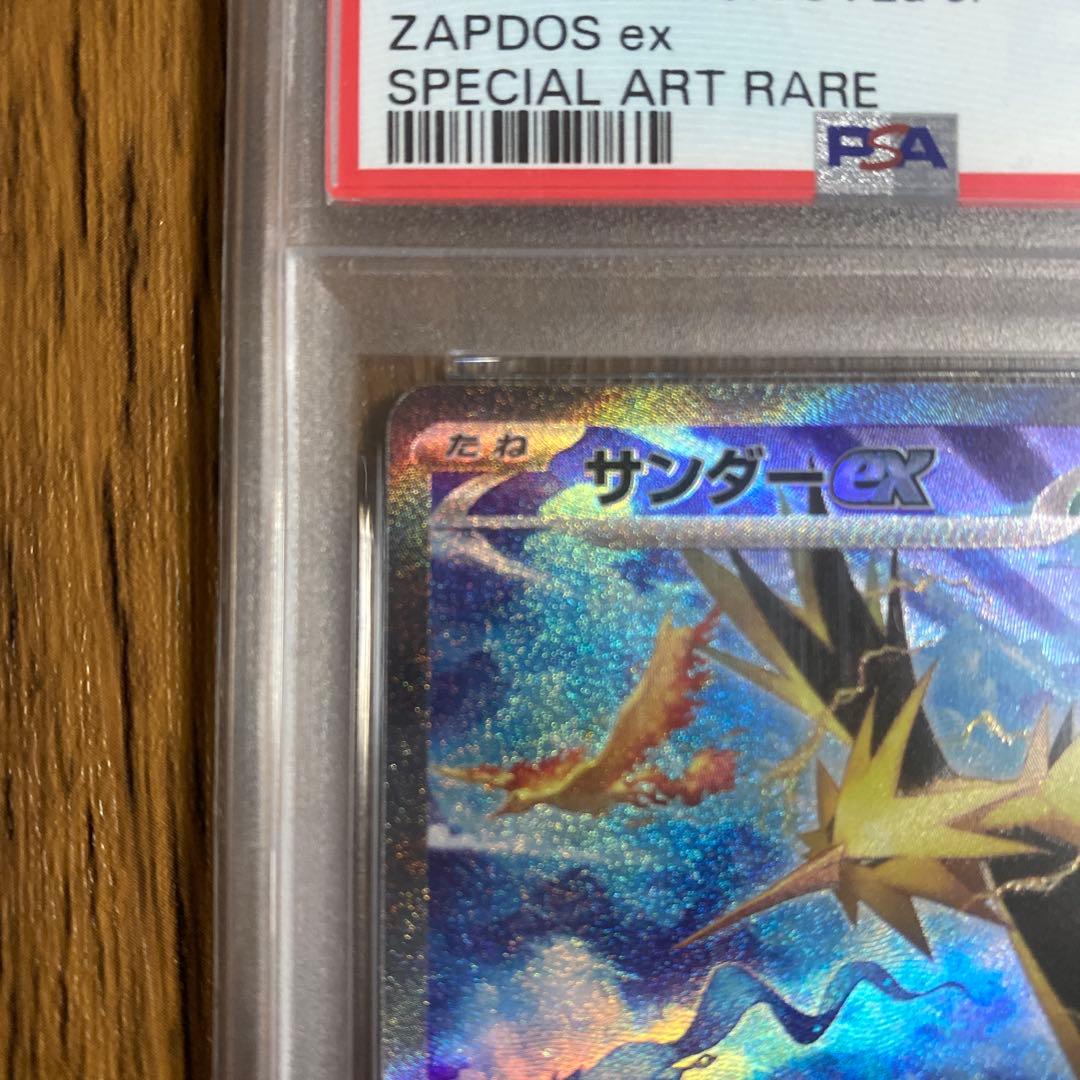 ZAPDOS ex
SPECIAL ART RARE
PSA
たね サンダーex